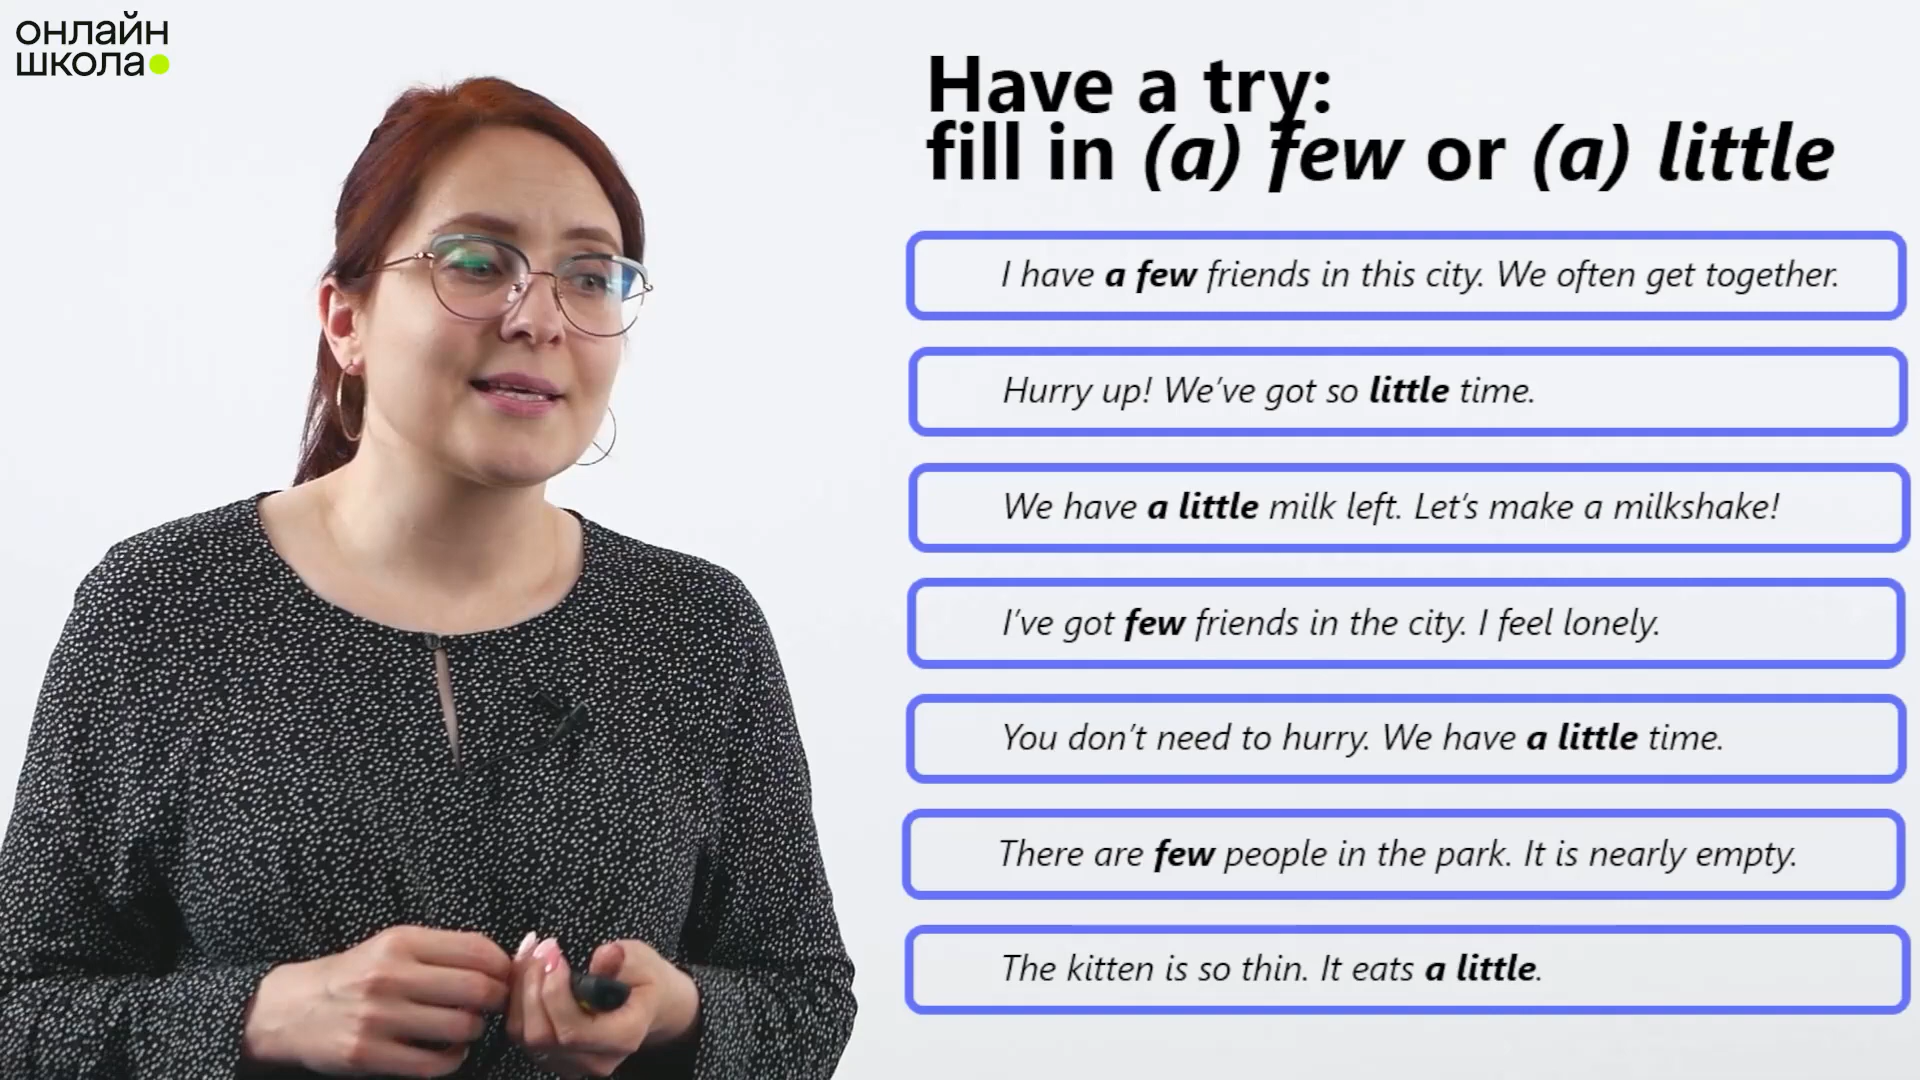 онлайн
школа
Have a try:
fill in (a) few or (a) little
I have a few friends in this city. We often get together.
Hurry up! We've got so little time.
We have a little milk left. Let's make a milkshake!
I've got few friends in the city. I feel lonely.
You don't need to hurry. We have a little time.
There are few people in the park. It is nearly empty.
The kitten is so thin. It eats a little.